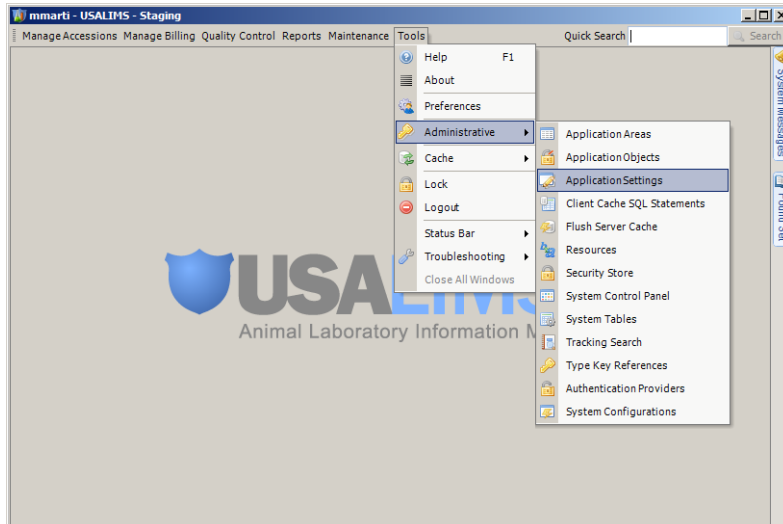 mmarti - USALIMS - Staging
Manage Accessions Manage Billing Quality Control Reports Maintenance Tools Quick Search Search
Help F1
About
Preferences
Administrative
Cache
Lock
Logout
Status Bar
Troubleshooting
Close All Windows
Application Areas
Application Objects
Application Settings
Client Cache SQL Statements
Flush Server Cache
Resources
Security Store
System Control Panel
System Tables
Tracking Search
Type Key References
Authentication Providers
System Configurations
USALIMS
Animal Laboratory Information M
System Messages
Found Set